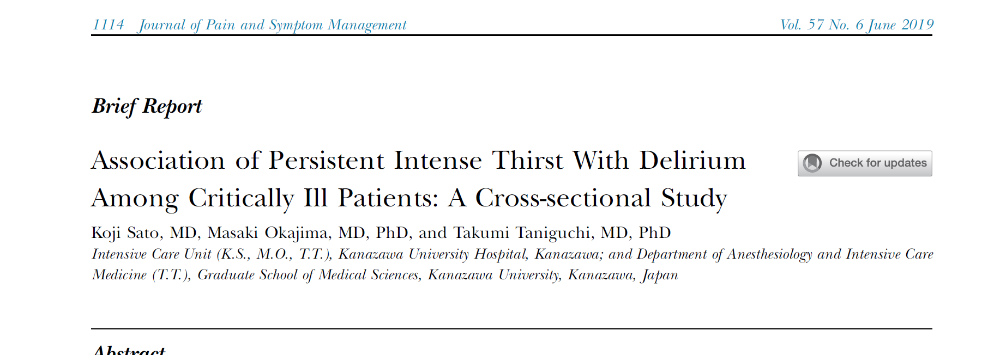 1114 Journal of Pain and Symptom Management
Vol. 57 No. 6 June 2019
Brief Report
Association of Persistent Intense Thirst With Delirium
Check for updates
Among Critically Ill Patients: A Cross-sectional Study
Koji Sato, MD, Masaki Okajima, MD, PhD, and Takumi Taniguchi, MD, PhD
Intensive Care Unit (K.S., M.O., T.T.), Kanazawa University Hospital, Kanazawa; and Department of Anesthesiology and Intensive Care
Medicine (T.T.), Graduate School of Medical Sciences, Kanazawa University, Kanazawa, Japan
Abstract